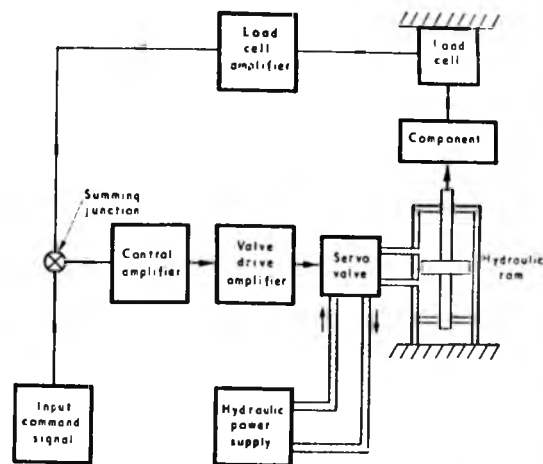 Load
cell
amplifier
Load
cell
Component
Summing
junction
Control
amplifier
Valve
drive
amplifier
Servo
valve
Hydraulic
ram
Input
command
signal
Hydraulic
power
supply